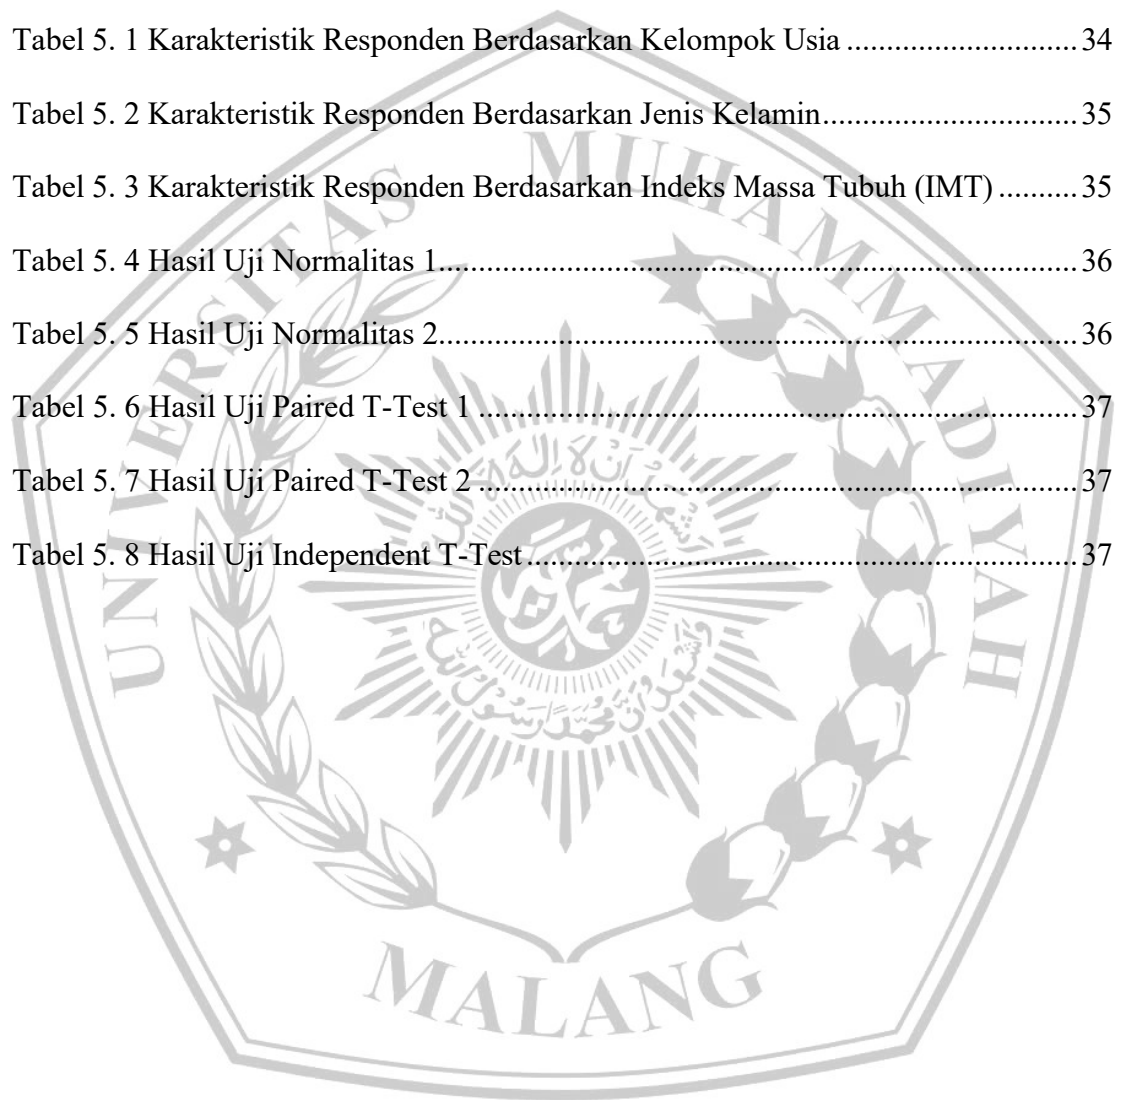 Tabel 5. 1 Karakteristik Responden Berdasarkan Kelompok Usia ............................. 34
Tabel 5. 2 Karakteristik Responden Berdasarkan Jenis Kelamin................................ 35
Tabel 5. 3 Karakteristik Responden Berdasarkan Indeks Massa Tubuh (IMT) .......... 35
Tabel 5. 4 Hasil Uji Normalitas 1................................................................................ 36
Tabel 5. 5 Hasil Uji Normalitas 2................................................................................ 36
Tabel 5. 6 Hasil Uji Paired T-Test 1 ........................................................................... 37
Tabel 5. 7 Hasil Uji Paired T-Test 2 ........................................................................... 37
Tabel 5. 8 Hasil Uji Independent T-Test ..................................................................... 37
UNIVERSITAS MUHAMMADIYAH
MALANG